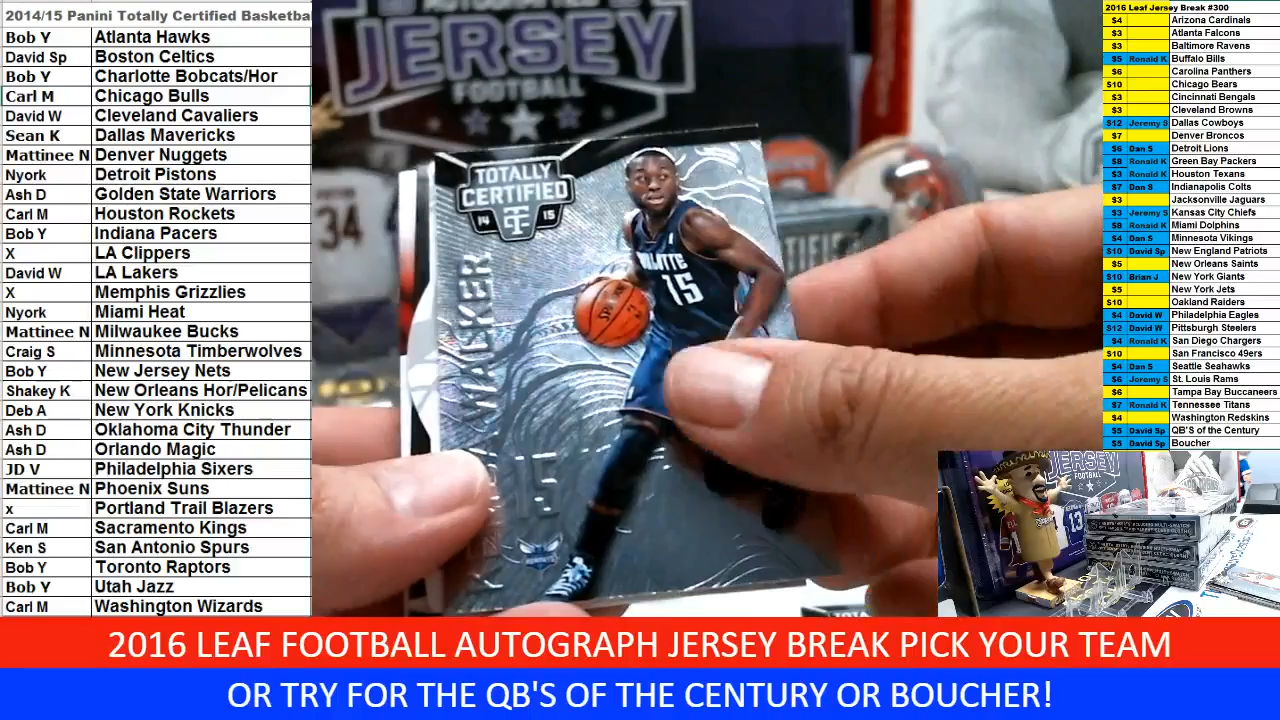 2014/15 Panini Totally Certified Basketba
Bob Y Atlanta Hawks
David Sp Boston Celtics
Bob Y Charlotte Bobcats/Hor
Carl M Chicago Bulls
David W Cleveland Cavaliers
Sean K Dallas Mavericks
Mattinee N Denver Nuggets
Nyork Detroit Pistons
Ash D Golden State Warriors
Carl M Houston Rockets
Bob Y Indiana Pacers
X LA Clippers
David W LA Lakers
X Memphis Grizzlies
Nyork Miami Heat
Mattinee N Milwaukee Bucks
Craig S Minnesota Timberwolves
Bob Y New Jersey Nets
Shakey K New Orleans Hor/Pelicans
Deb A New York Knicks
Ash D Oklahoma City Thunder
Ash D Orlando Magic
JD V Philadelphia Sixers
Mattinee N Phoenix Suns
x Portland Trail Blazers
Carl M Sacramento Kings
Ken S San Antonio Spurs
Bob Y Toronto Raptors
Bob Y Utah Jazz
Carl M Washington Wizards
JERSEY
FOOTBALL
34
TOTALLY
CERTIFIED
14 15
WALKER
15
2016 Leaf Jersey Break #300
$4 Arizona Cardinals
$3 Atlanta Falcons
$3 Baltimore Ravens
$5 Ronald K Buffalo Bills
$6 Carolina Panthers
$10 Chicago Bears
$3 Cincinnati Bengals
$3 Cleveland Browns
$12 Jeremy S Dallas Cowboys
$7 Denver Broncos
$6 Dan S Detroit Lions
$8 Ronald K Green Bay Packers
$3 Ronald K Houston Texans
$7 Dan S Indianapolis Colts
$3 Jacksonville Jaguars
$3 Jeremy S Kansas City Chiefs
$8 Ronald K Miami Dolphins
$4 Dan S Minnesota Vikings
$10 David Sp New England Patriots
$5 New Orleans Saints
$10 Brian J New York Giants
$5 New York Jets
$10 Oakland Raiders
$4 David W Philadelphia Eagles
$12 David W Pittsburgh Steelers
$4 Ronald K San Diego Chargers
$10 San Francisco 49ers
$4 Dan S Seattle Seahawks
$6 Jeremy S St. Louis Rams
$6 Tampa Bay Bucaneers
$7 Ronald K Tennessee Titans
$4 Washington Redskins
$5 David Sp QB'S of the Century
$5 David Sp Boucher
JERSEY
FOOTBALL
13
2016 LEAF FOOTBALL AUTOGRAPH JERSEY BREAK PICK YOUR TEAM
OR TRY FOR THE QB'S OF THE CENTURY OR BOUCHER!